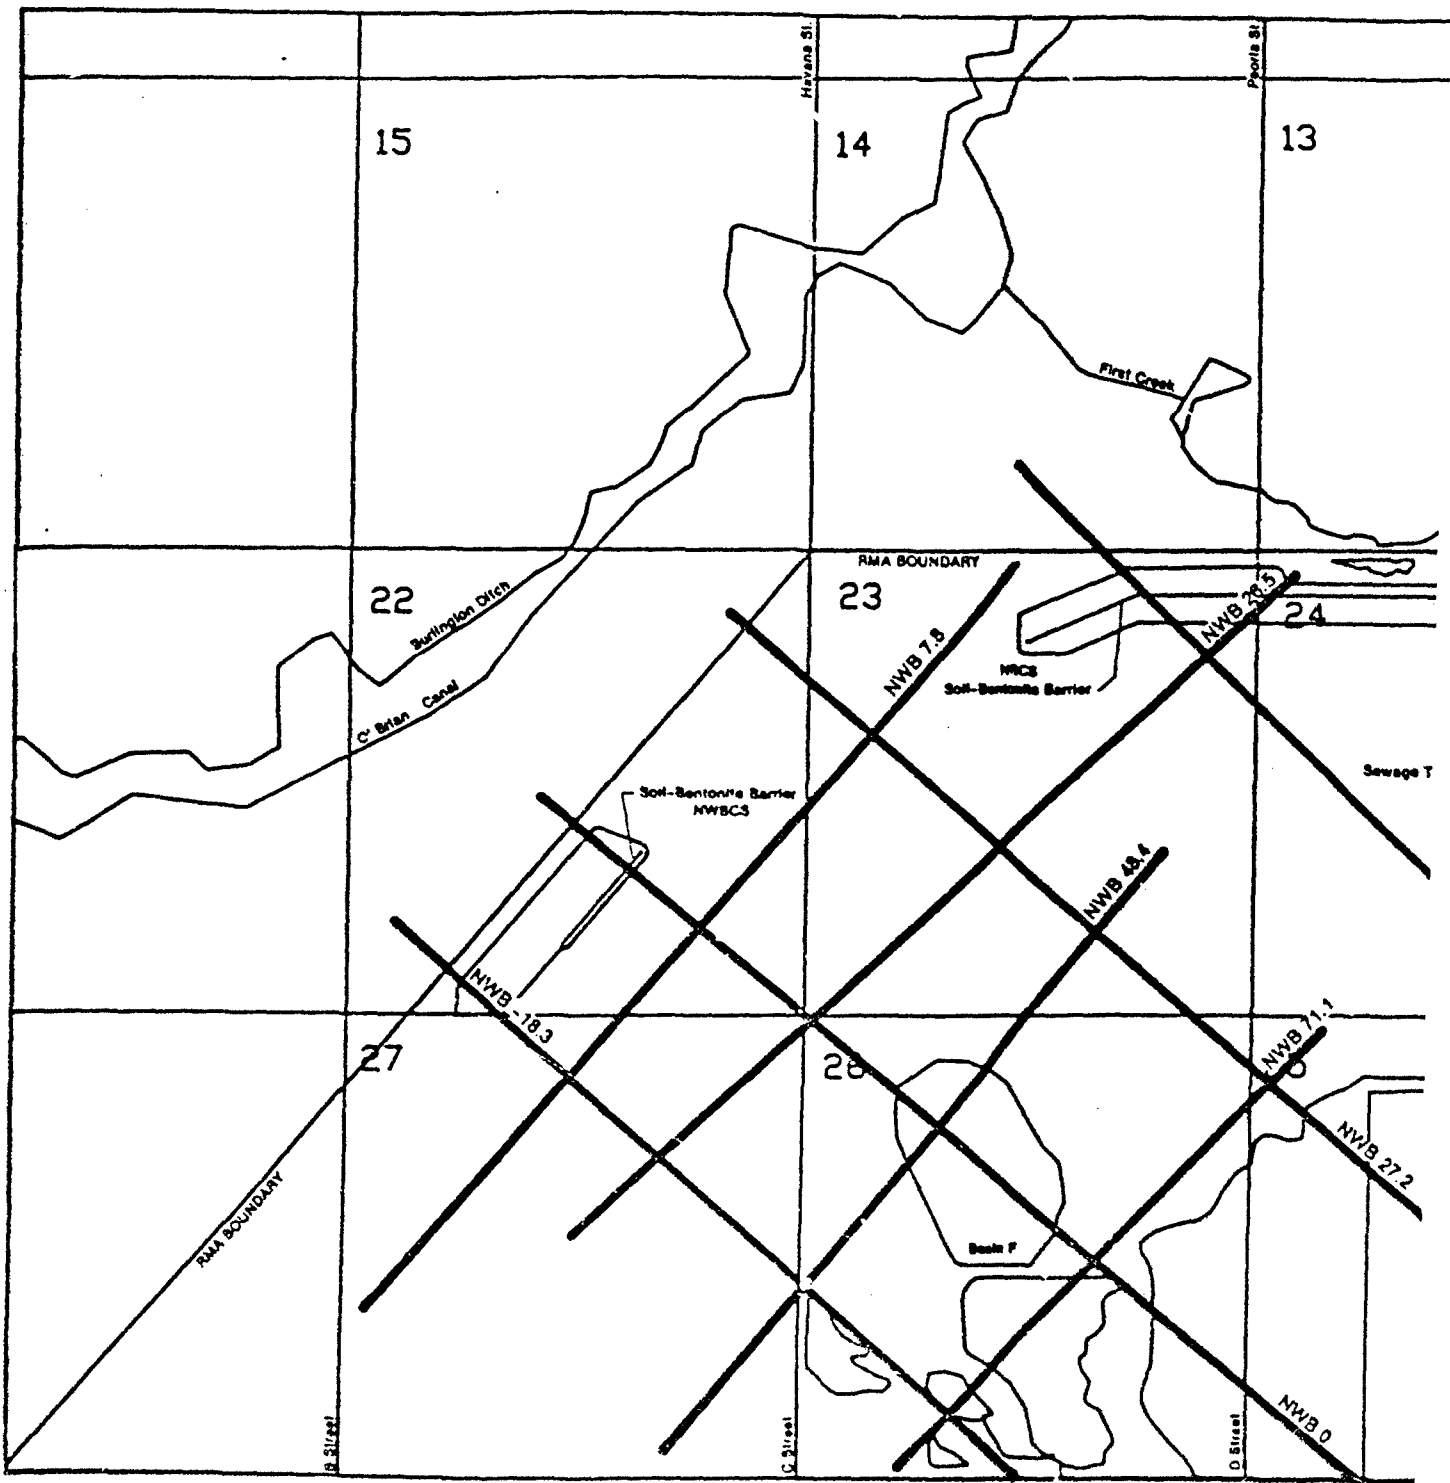 Havana St.
Peoria St
15
14
13
First Creek
RMA BOUNDARY
22
23
24
Burlington Ditch
NWB 20.5
NWB 7.8
NRCS
Soil-Bentonite Barrier
O' Brian Canal
Sewage T
Soil-Bentonite Barrier
NWBCS
NWB 48.4
NWB -18.3
NWB 71.1
27
26
NWB 27.2
RMA BOUNDARY
Basin F
NWB 0
B Street
C Street
D Street